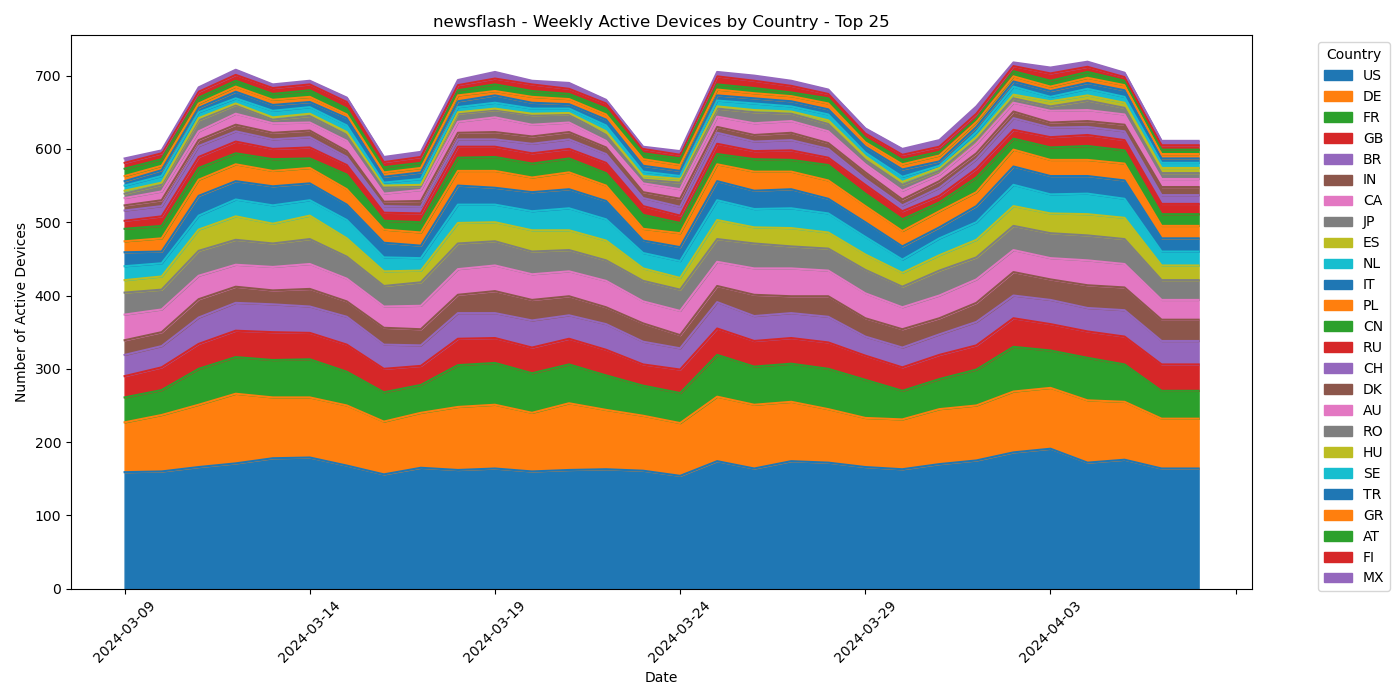 newsflash - Weekly Active Devices by Country - Top 25
Number of Active Devices
700
600
500
400
300
200
100
0
2024-03-09
2024-03-14
2024-03-19
2024-03-24
2024-03-29
2024-04-03
Date
Country
US
DE
FR
GB
BR
IN
CA
JP
ES
NL
IT
PL
CN
RU
CH
DK
AU
RO
HU
SE
TR
GR
AT
FI
MX